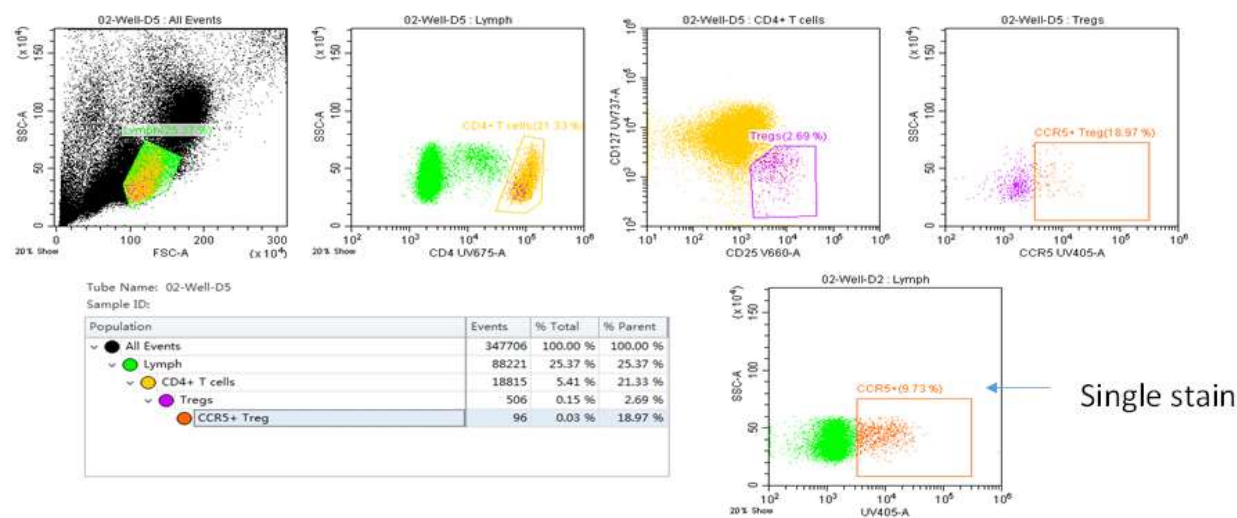 02-Well-D5 : All Events
SSC-A
(x10⁴)
0 50 100 150
Lymph(25.37 %)
0 100 200 300
20% Show
FSC-A
(x 10⁴)
02-Well-D5 : Lymph
SSC-A
(x10⁴)
0 50 100 150
CD4+ T cells(21.33 %)
10² 10³ 10⁴ 10⁵ 10⁶
20% Show
CD4 UV675-A
02-Well-D5 : CD4+ T cells
CD127 UV737-A
10² 10³ 10⁴ 10⁵ 10⁶
Tregs(2.69 %)
10¹ 10² 10³ 10⁴ 10⁵ 10⁶
20% Show
CD25 V660-A
02-Well-D5 : Tregs
SSC-A
(x10⁴)
0 50 100 150
CCR5+ Treg(18.97 %)
10² 10³ 10⁴ 10⁵ 10⁶
20% Show
CCR5 UV405-A
Tube Name: 02-Well-D5
Sample ID:
Population Events % Total % Parent
All Events 347706 100.00 % 100.00 %
Lymph 88221 25.37 % 25.37 %
CD4+ T cells 18815 5.41 % 21.33 %
Tregs 506 0.15 % 2.69 %
CCR5+ Treg 96 0.03 % 18.97 %
02-Well-D2 : Lymph
SSC-A
(x10⁴)
0 50 100 150
CCR5+(9.73 %)
10² 10³ 10⁴ 10⁵ 10⁶
20% Show
UV405-A
Single stain